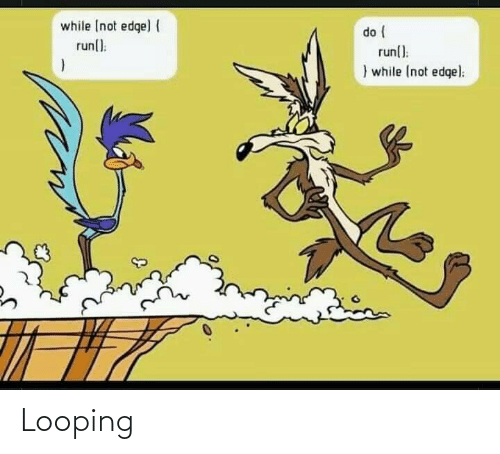 while (not edge) {
run();
}
do {
run();
} while (not edge);
Looping